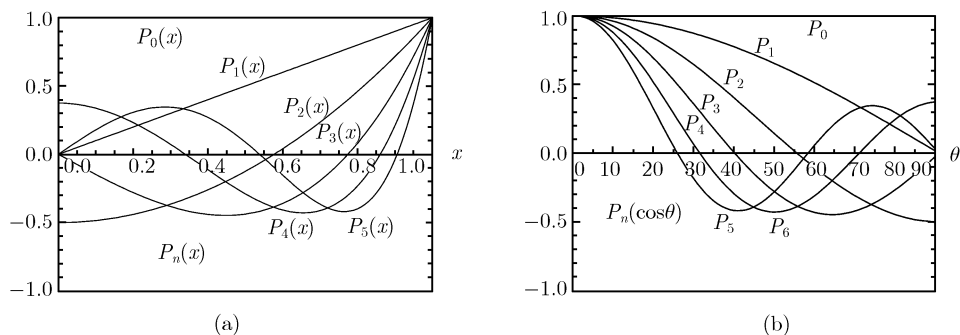 1.0
P₀(x)
P₁(x)
0.5
P₂(x)
P₃(x)
0.0
0.0 0.2 0.4 0.6 0.8 1.0 x
−0.5
P₄(x) P₅(x)
Pₙ(x)
−1.0
(a)
1.0
P₀
P₁
P₂
0.5
P₃
P₄
0.0
0 10 20 30 40 50 60 70 80 90 θ
−0.5
Pₙ(cosθ) P₅ P₆
−1.0
(b)